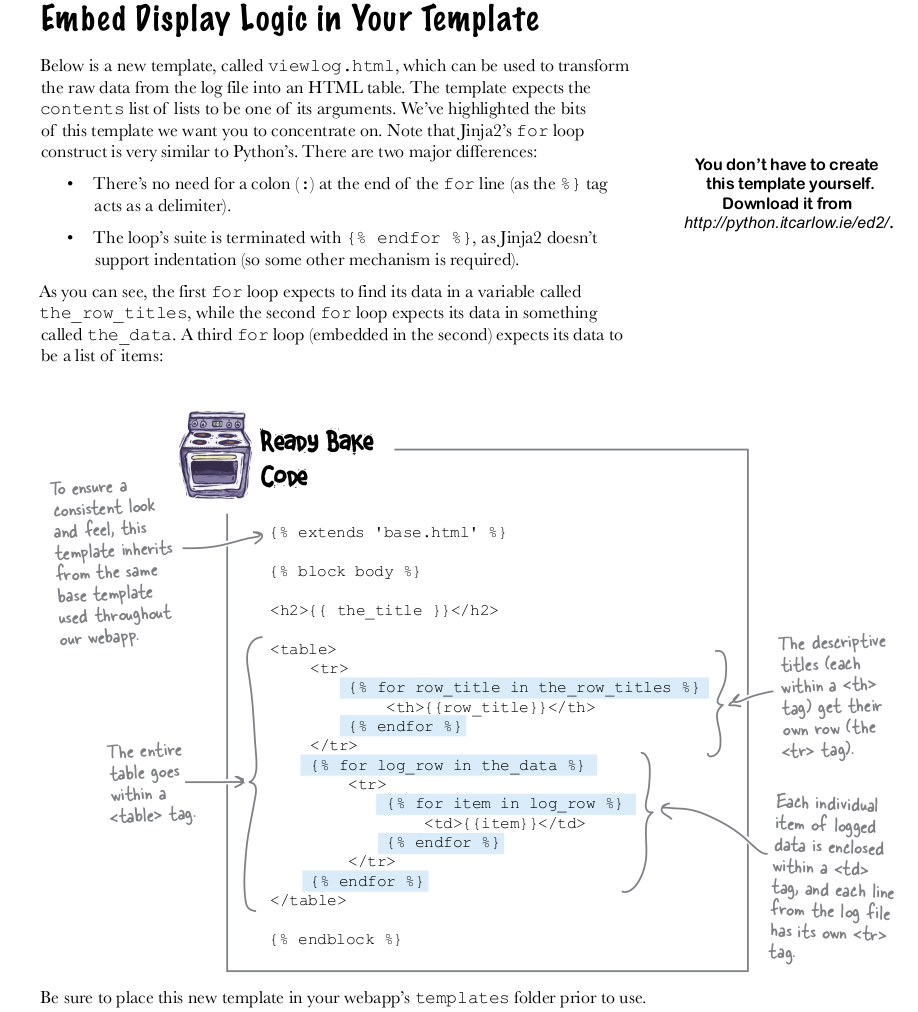 Embed Display Logic in Your Template
Below is a new template, called viewlog.html, which can be used to transform
the raw data from the log file into an HTML table. The template expects the
contents list of lists to be one of its arguments. We've highlighted the bits
of this template we want you to concentrate on. Note that Jinja2's for loop
construct is very similar to Python's. There are two major differences:
• There's no need for a colon (:) at the end of the for line (as the %} tag
acts as a delimiter).
• The loop's suite is terminated with {% endfor %}, as Jinja2 doesn't
support indentation (so some other mechanism is required).
As you can see, the first for loop expects to find its data in a variable called
the_row_titles, while the second for loop expects its data in something
called the_data. A third for loop (embedded in the second) expects its data to
be a list of items:
You don't have to create
this template yourself.
Download it from
http://python.itcarlow.ie/ed2/.
Ready Bake
Code
To ensure a
consistent look
and feel, this
template inherits
from the same
base template
used throughout
our webapp.
{% extends 'base.html' %}
{% block body %}
<h2>{{ the_title }}</h2>
<table>
<tr>
{% for row_title in the_row_titles %}
<th>{{row_title}}</th>
{% endfor %}
</tr>
{% for log_row in the_data %}
<tr>
{% for item in log_row %}
<td>{{item}}</td>
{% endfor %}
</tr>
{% endfor %}
</table>
{% endblock %}
The entire
table goes
within a
<table> tag.
The descriptive
titles (each
within a <th>
tag) get their
own row (the
<tr> tag).
Each individual
item of logged
data is enclosed
within a <td>
tag, and each line
from the log file
has its own <tr>
tag.
Be sure to place this new template in your webapp's templates folder prior to use.